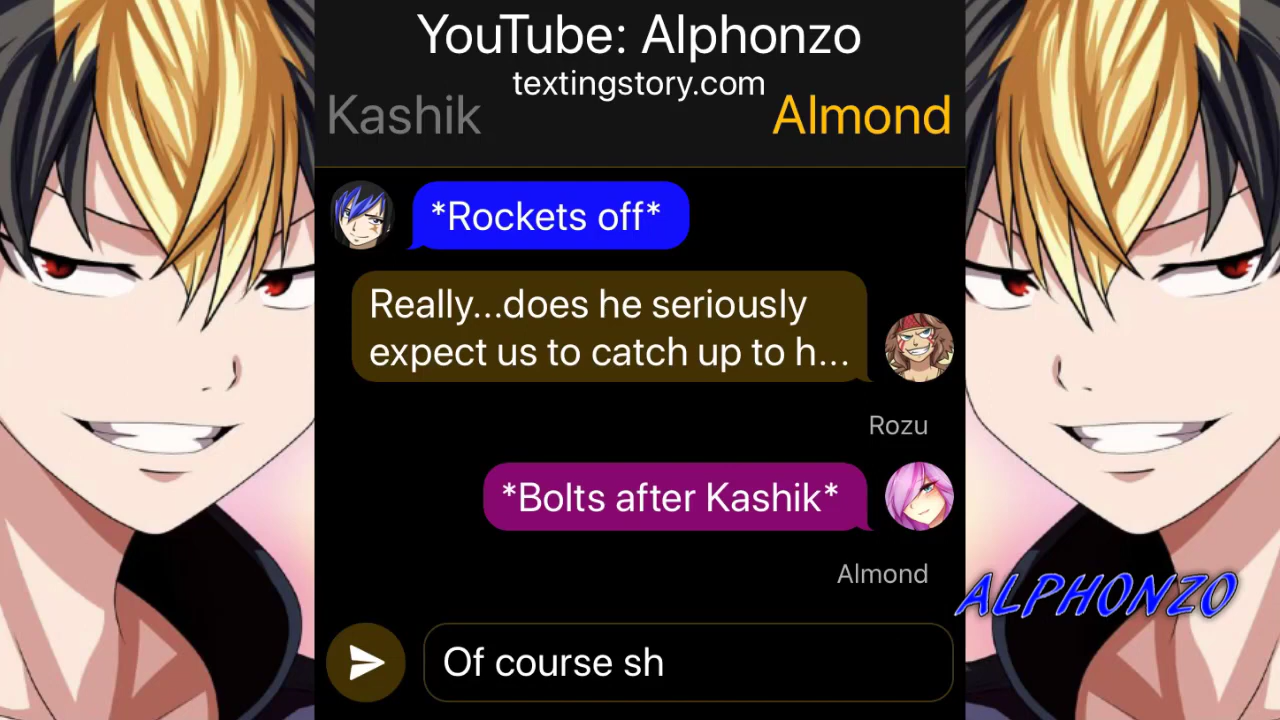 YouTube: Alphonzo
textingstory.com
Kashik
Almond
*Rockets off*
Really...does he seriously
expect us to catch up to h...
Rozu
*Bolts after Kashik*
Almond
ALPHONZO
Of course sh